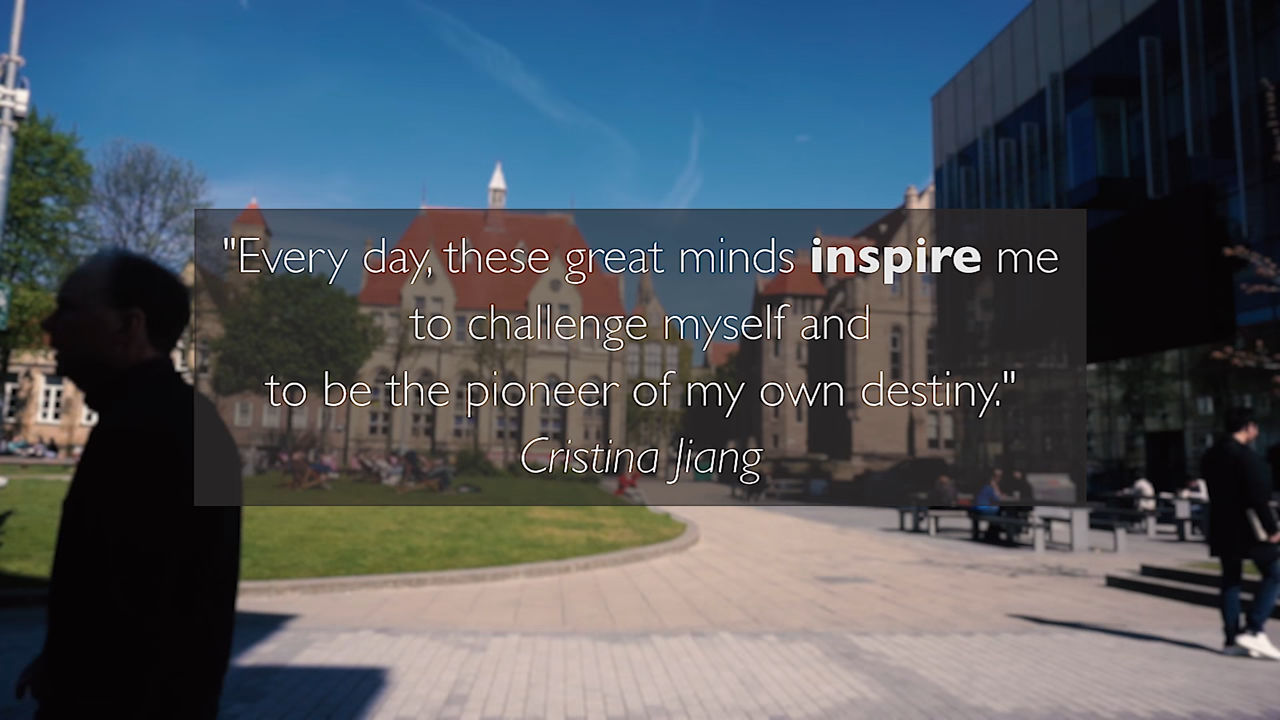 "Every day, these great minds inspire me
to challenge myself and
to be the pioneer of my own destiny."
Cristina Jiang